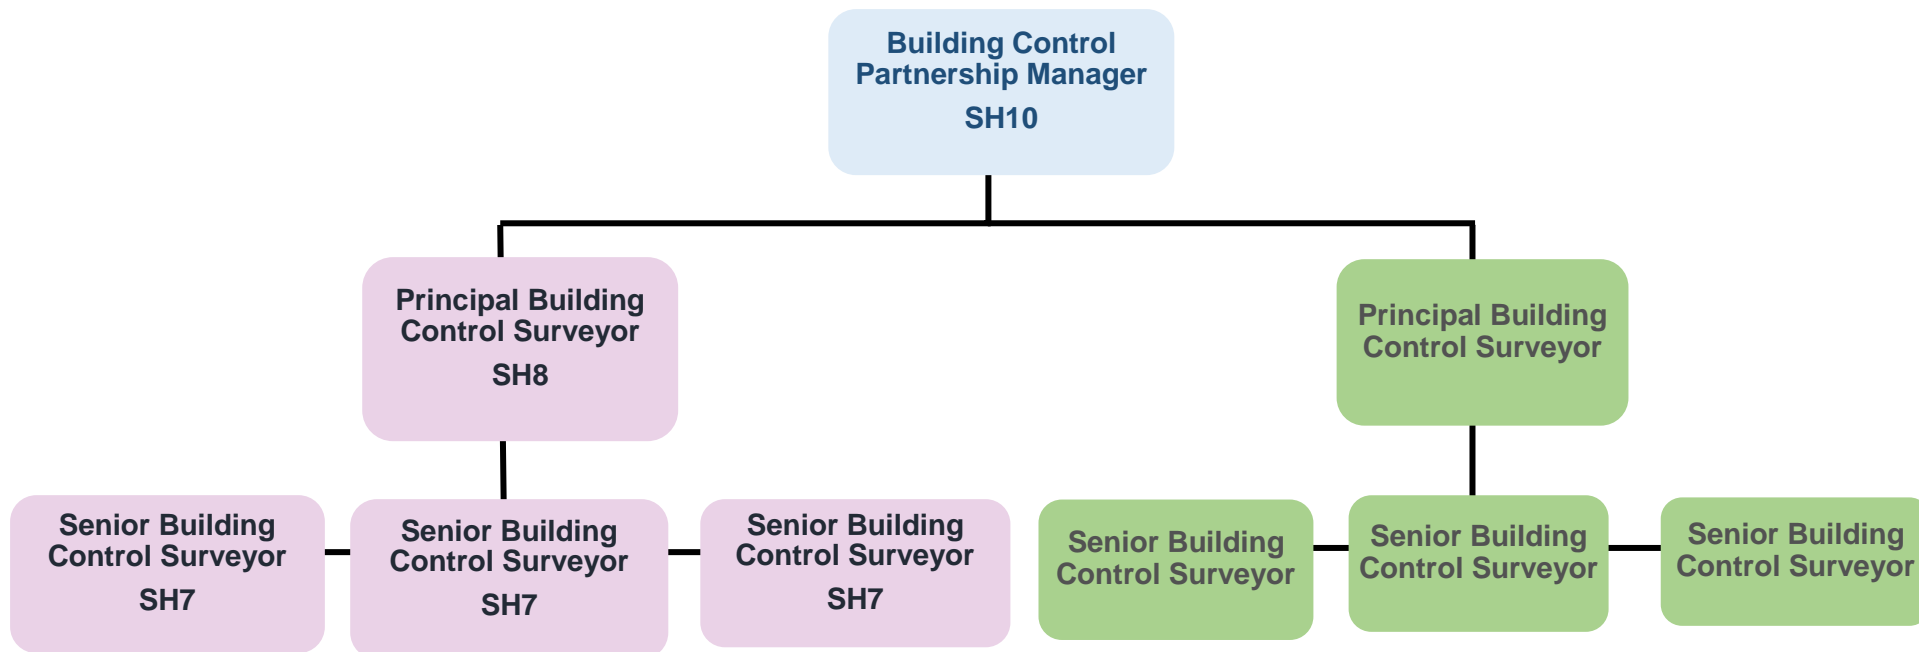 Building Control
Partnership Manager
SH10
Principal Building
Control Surveyor
SH8
Principal Building
Control Surveyor
Senior Building
Control Surveyor
SH7
Senior Building
Control Surveyor
SH7
Senior Building
Control Surveyor
SH7
Senior Building
Control Surveyor
Senior Building
Control Surveyor
Senior Building
Control Surveyor